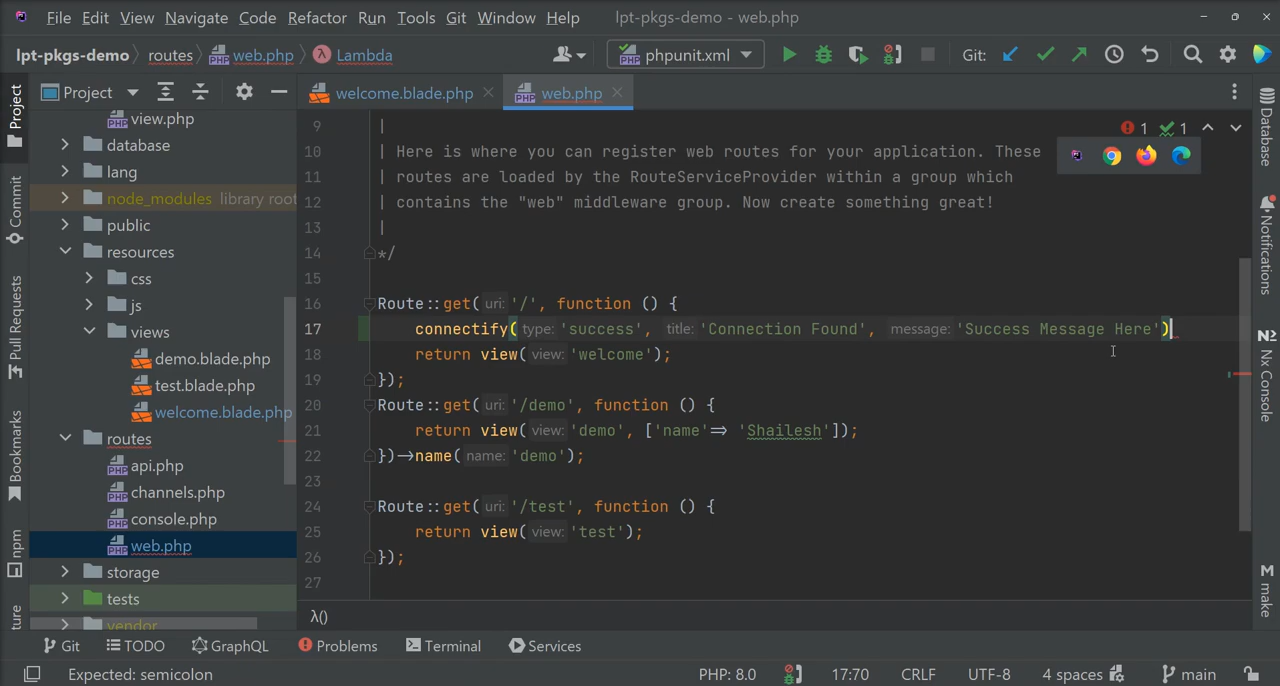 File Edit View Navigate Code Refactor Run Tools Git Window Help lpt-pkgs-demo - web.php
lpt-pkgs-demo routes web.php Lambda phpunit.xml Git:
Project welcome.blade.php web.php
Project
Commit
Pull Requests
Bookmarks
npm
ture
view.php
database
lang
node_modules library root
public
resources
css
js
views
demo.blade.php
test.blade.php
welcome.blade.php
routes
api.php
channels.php
console.php
web.php
storage
tests
vendor
1 1
9 |
10 | Here is where you can register web routes for your application. These
11 | routes are loaded by the RouteServiceProvider within a group which
12 | contains the "web" middleware group. Now create something great!
13 |
14 */
15
16 Route::get( uri: '/', function () {
17 connectify( type: 'success', title: 'Connection Found', message: 'Success Message Here')
18 return view( view: 'welcome');
19 });
20 Route::get( uri: '/demo', function () {
21 return view( view: 'demo', ['name'=> 'Shailesh']);
22 })->name( name: 'demo');
23
24 Route::get( uri: '/test', function () {
25 return view( view: 'test');
26 });
27
λ()
Database
Notifications
Nx Console
M make
Git TODO GraphQL Problems Terminal Services
Expected: semicolon PHP: 8.0 17:70 CRLF UTF-8 4 spaces main